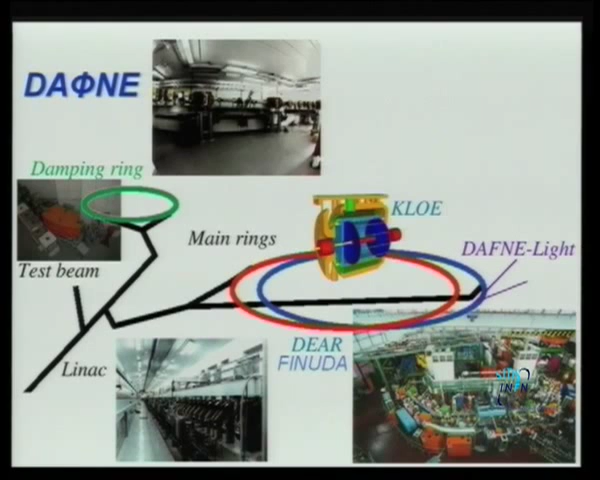 DAΦNE
Damping ring
KLOE
Main rings
DAFNE-Light
Test beam
DEAR
FINUDA
Linac